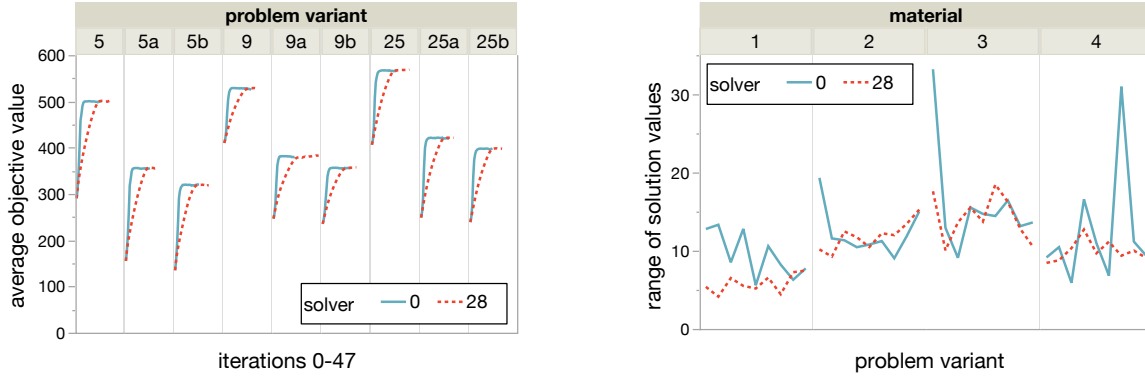 problem variant
5 5a 5b 9 9a 9b 25 25a 25b
600
500
400
300
200
100
0
average objective value
solver 0 28
iterations 0-47
material
1 2 3 4
solver 0 28
30
20
10
0
range of solution values
problem variant